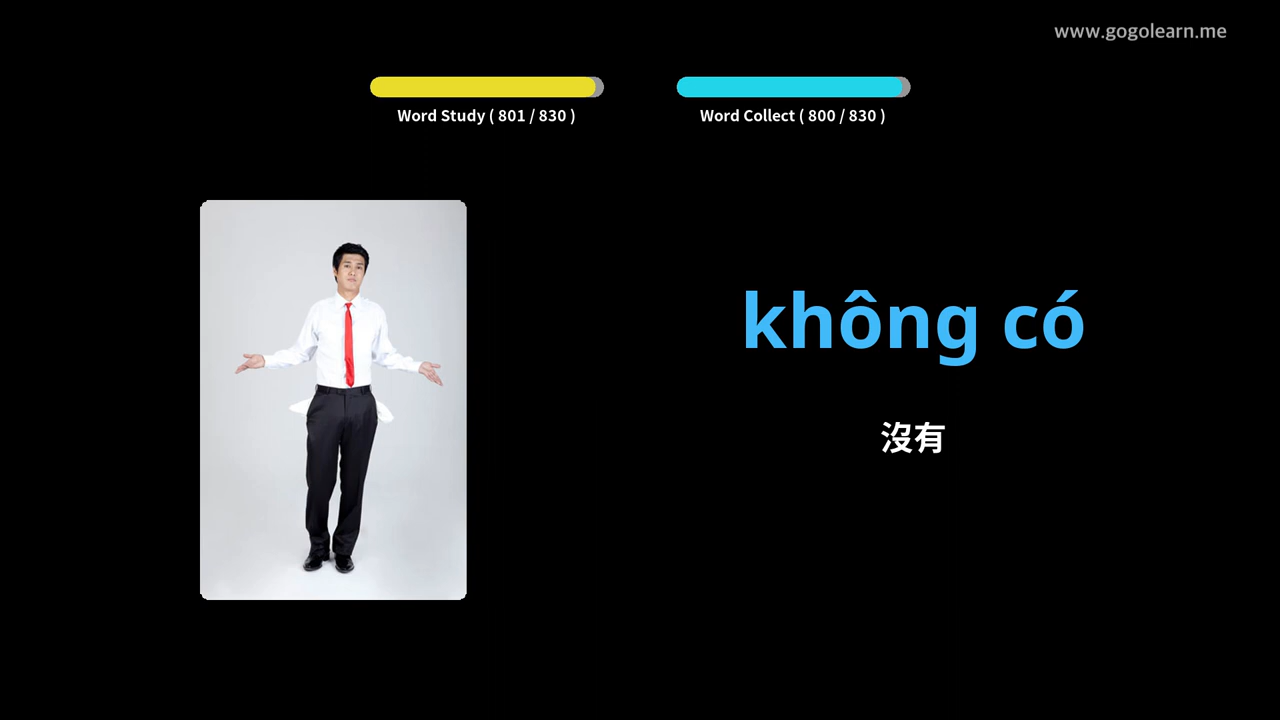 www.gogolearn.me
Word Study ( 801 / 830 )
Word Collect ( 800 / 830 )
không có
沒有